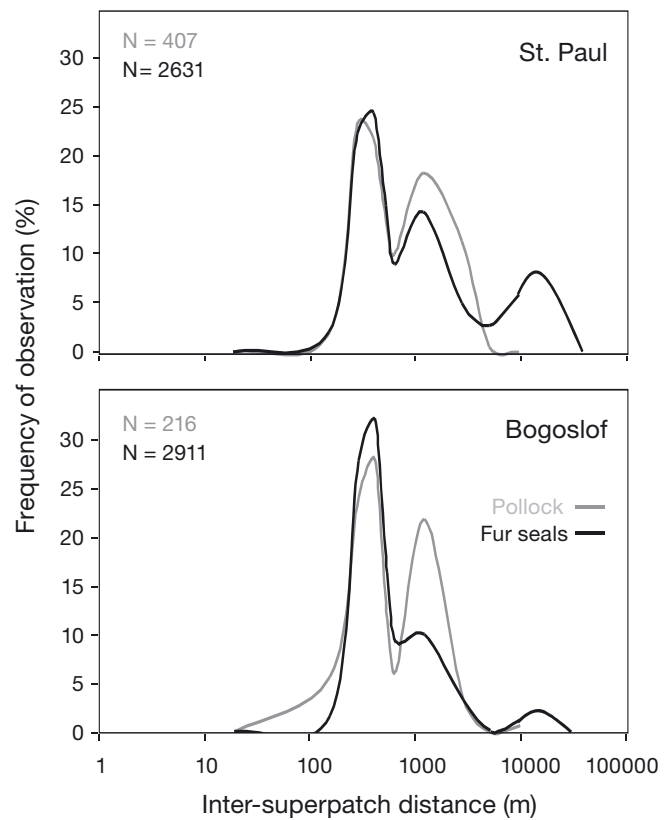 N = 407
N= 2631
St. Paul
30
25
20
15
10
5
0
Frequency of observation (%)
N = 216
N = 2911
Bogoslof
Pollock
Fur seals
30
25
20
15
10
5
0
1 10 100 1000 10000 100000
Inter-superpatch distance (m)